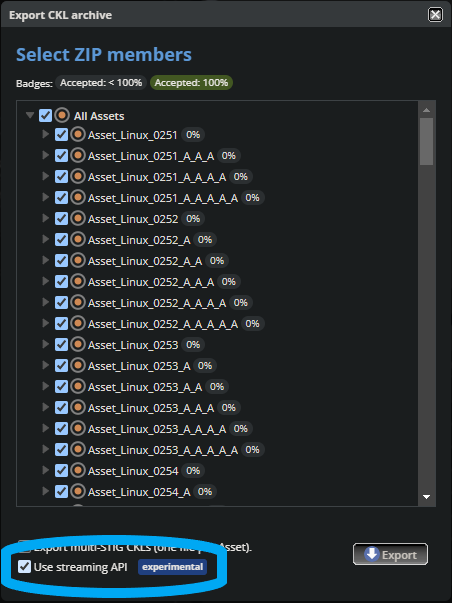 Export CKL archive
Select ZIP members
Badges: Accepted: < 100% Accepted: 100%
All Assets
Asset_Linux_0251 0%
Asset_Linux_0251_A_A_A 0%
Asset_Linux_0251_A_A_A_A 0%
Asset_Linux_0251_A_A_A_A_A 0%
Asset_Linux_0252 0%
Asset_Linux_0252_A 0%
Asset_Linux_0252_A_A 0%
Asset_Linux_0252_A_A_A 0%
Asset_Linux_0252_A_A_A_A 0%
Asset_Linux_0252_A_A_A_A_A 0%
Asset_Linux_0253 0%
Asset_Linux_0253_A 0%
Asset_Linux_0253_A_A 0%
Asset_Linux_0253_A_A_A 0%
Asset_Linux_0253_A_A_A_A 0%
Asset_Linux_0253_A_A_A_A_A 0%
Asset_Linux_0254 0%
Asset_Linux_0254_A 0%
Export multi-STIG CKLs (one file per Asset).
Use streaming API experimental
Export